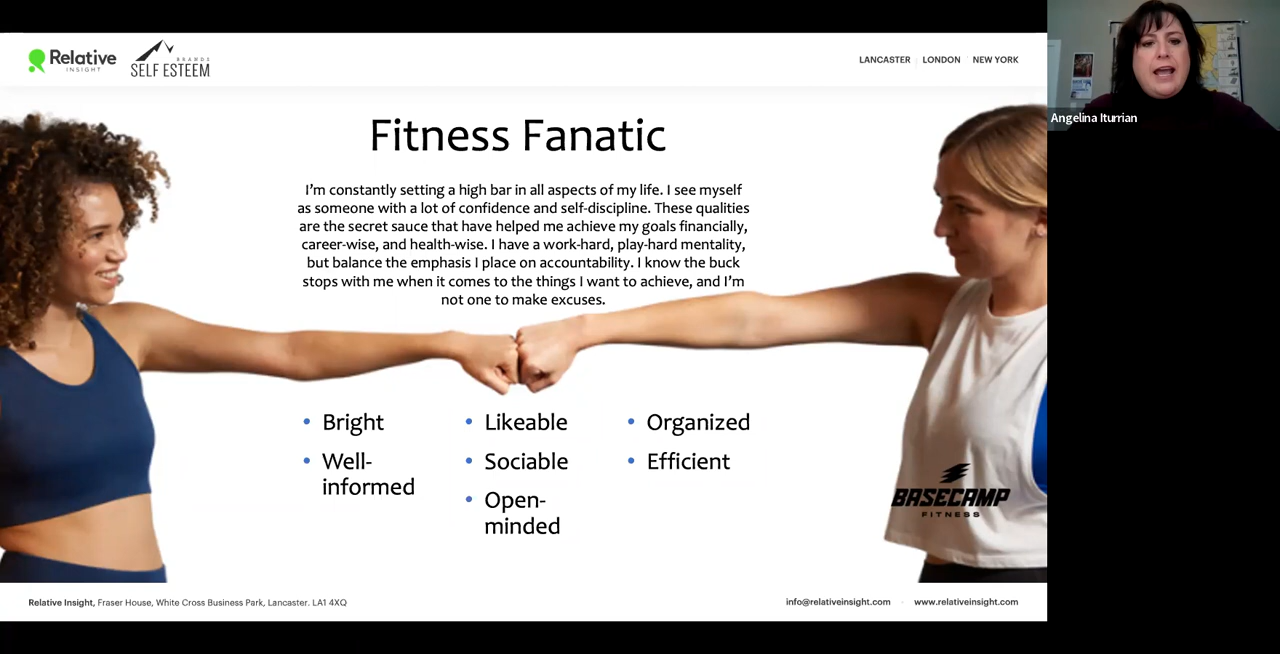 Relative
INSIGHT
BRANDS
SELF ESTEEM
LANCASTER
LONDON
NEW YORK
Angelina Iturrian
Fitness Fanatic
I'm constantly setting a high bar in all aspects of my life. I see myself
as someone with a lot of confidence and self-discipline. These qualities
are the secret sauce that have helped me achieve my goals financially,
career-wise, and health-wise. I have a work-hard, play-hard mentality,
but balance the emphasis I place on accountability. I know the buck
stops with me when it comes to the things I want to achieve, and I'm
not one to make excuses.
• Bright
• Well-
informed
• Likeable
• Sociable
• Open-
minded
• Organized
• Efficient
BASECAMP
FITNESS
Relative Insight, Fraser House, White Cross Business Park, Lancaster. LA1 4XQ
info@relativeinsight.com · www.relativeinsight.com